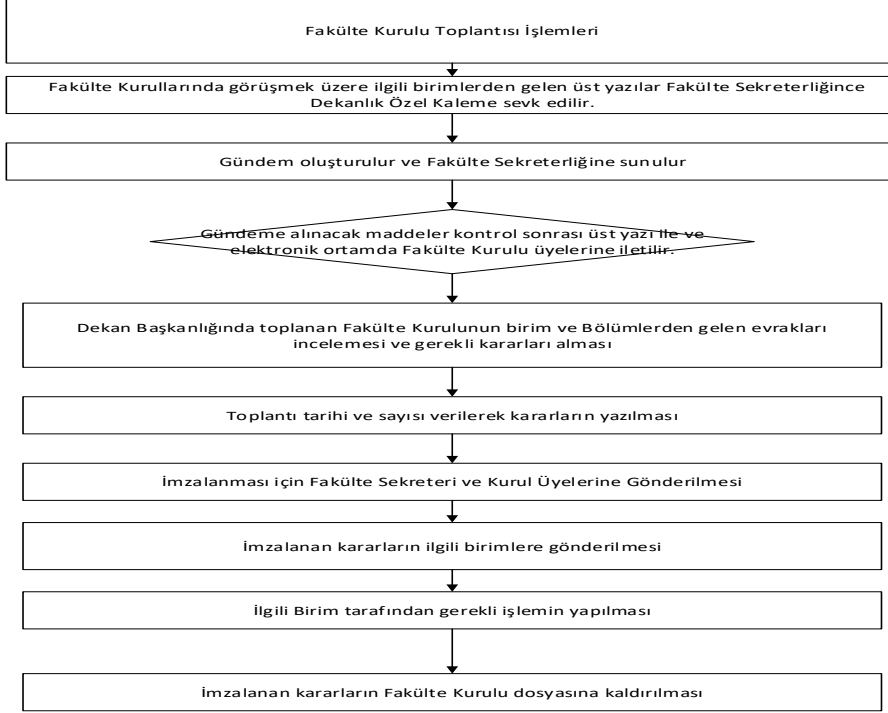 Fakülte Kurulu Toplantısı İşlemleri
Fakülte Kurullarında görüşmek üzere ilgili birimlerden gelen üst yazılar Fakülte Sekreterliğince
Dekanlık Özel Kaleme sevk edilir.
Gündem oluşturulur ve Fakülte Sekreterliğine sunulur
Gündeme alınacak maddeler kontrol sonrası üst yazı ile ve
elektronik ortamda Fakülte Kurulu üyelerine iletilir.
Dekan Başkanlığında toplanan Fakülte Kurulunun birim ve Bölümlerden gelen evrakları
incelemesi ve gerekli kararları alması
Toplantı tarihi ve sayısı verilerek kararların yazılması
İmzalanması için Fakülte Sekreteri ve Kurul Üyelerine Gönderilmesi
İmzalanan kararların ilgili birimlere gönderilmesi
İlgili Birim tarafından gerekli işlemin yapılması
İmzalanan kararların Fakülte Kurulu dosyasına kaldırılması